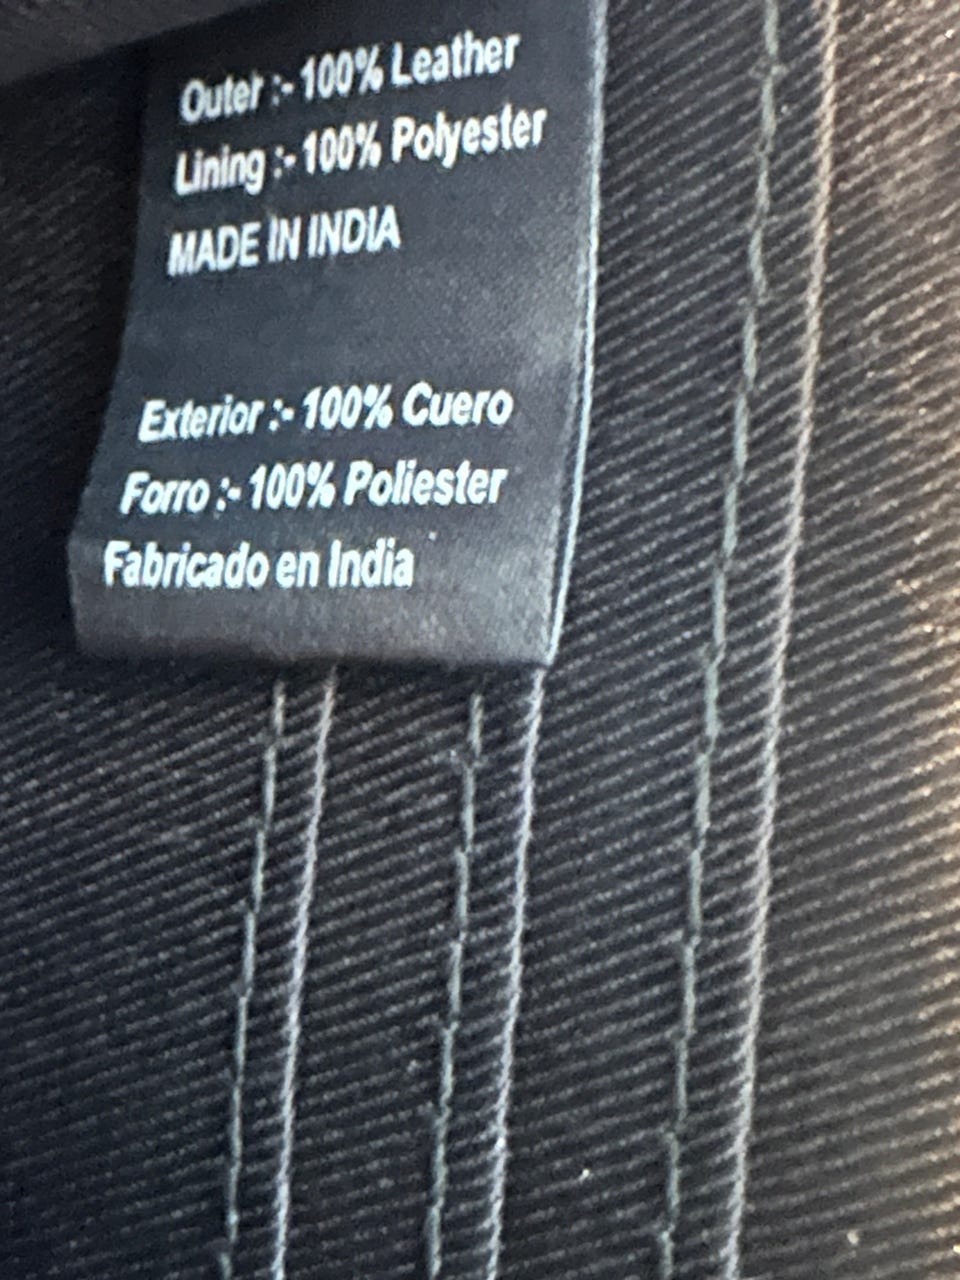 Outer :- 100% Leather
Lining :- 100% Polyester
MADE IN INDIA
Exterior :- 100% Cuero
Forro :- 100% Poliester
Fabricado en India